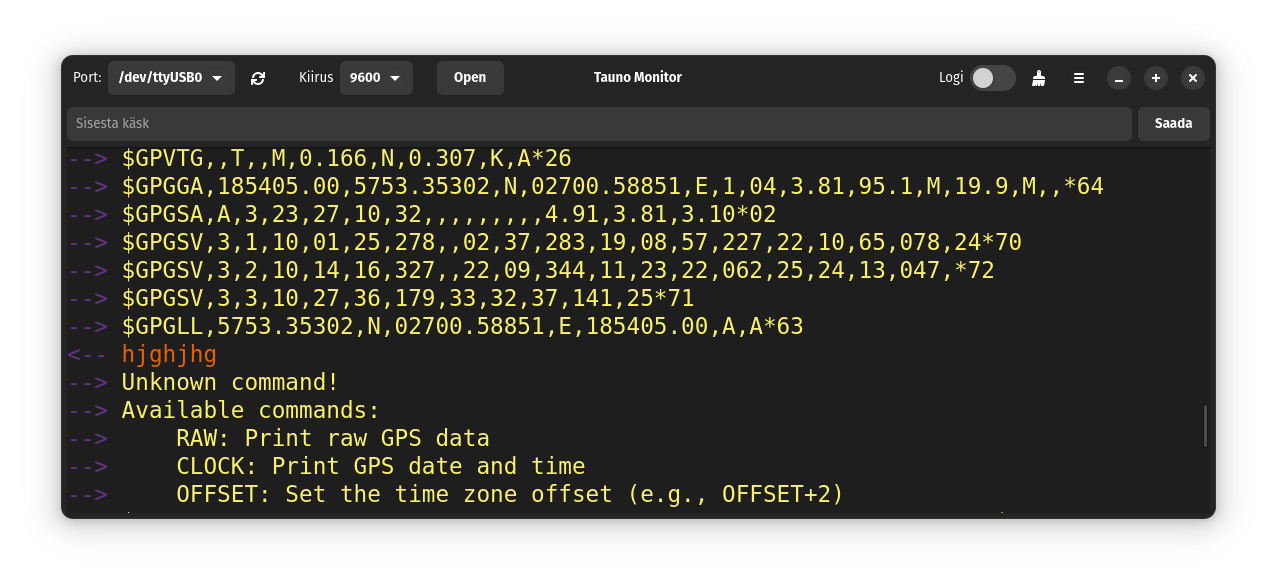 Port: /dev/ttyUSB0 Kiirus 9600 Open Tauno Monitor Logi
Sisesta käsk Saada
--> $GPVTG,,T,,M,0.166,N,0.307,K,A*26
--> $GPGGA,185405.00,5753.35302,N,02700.58851,E,1,04,3.81,95.1,M,19.9,M,,*64
--> $GPGSA,A,3,23,27,10,32,,,,,,,,,4.91,3.81,3.10*02
--> $GPGSV,3,1,10,01,25,278,,02,37,283,19,08,57,227,22,10,65,078,24*70
--> $GPGSV,3,2,10,14,16,327,,22,09,344,11,23,22,062,25,24,13,047,*72
--> $GPGSV,3,3,10,27,36,179,33,32,37,141,25*71
--> $GPGLL,5753.35302,N,02700.58851,E,185405.00,A,A*63
<-- hjghjhg
--> Unknown command!
--> Available commands:
-->     RAW: Print raw GPS data
-->     CLOCK: Print GPS date and time
-->     OFFSET: Set the time zone offset (e.g., OFFSET+2)